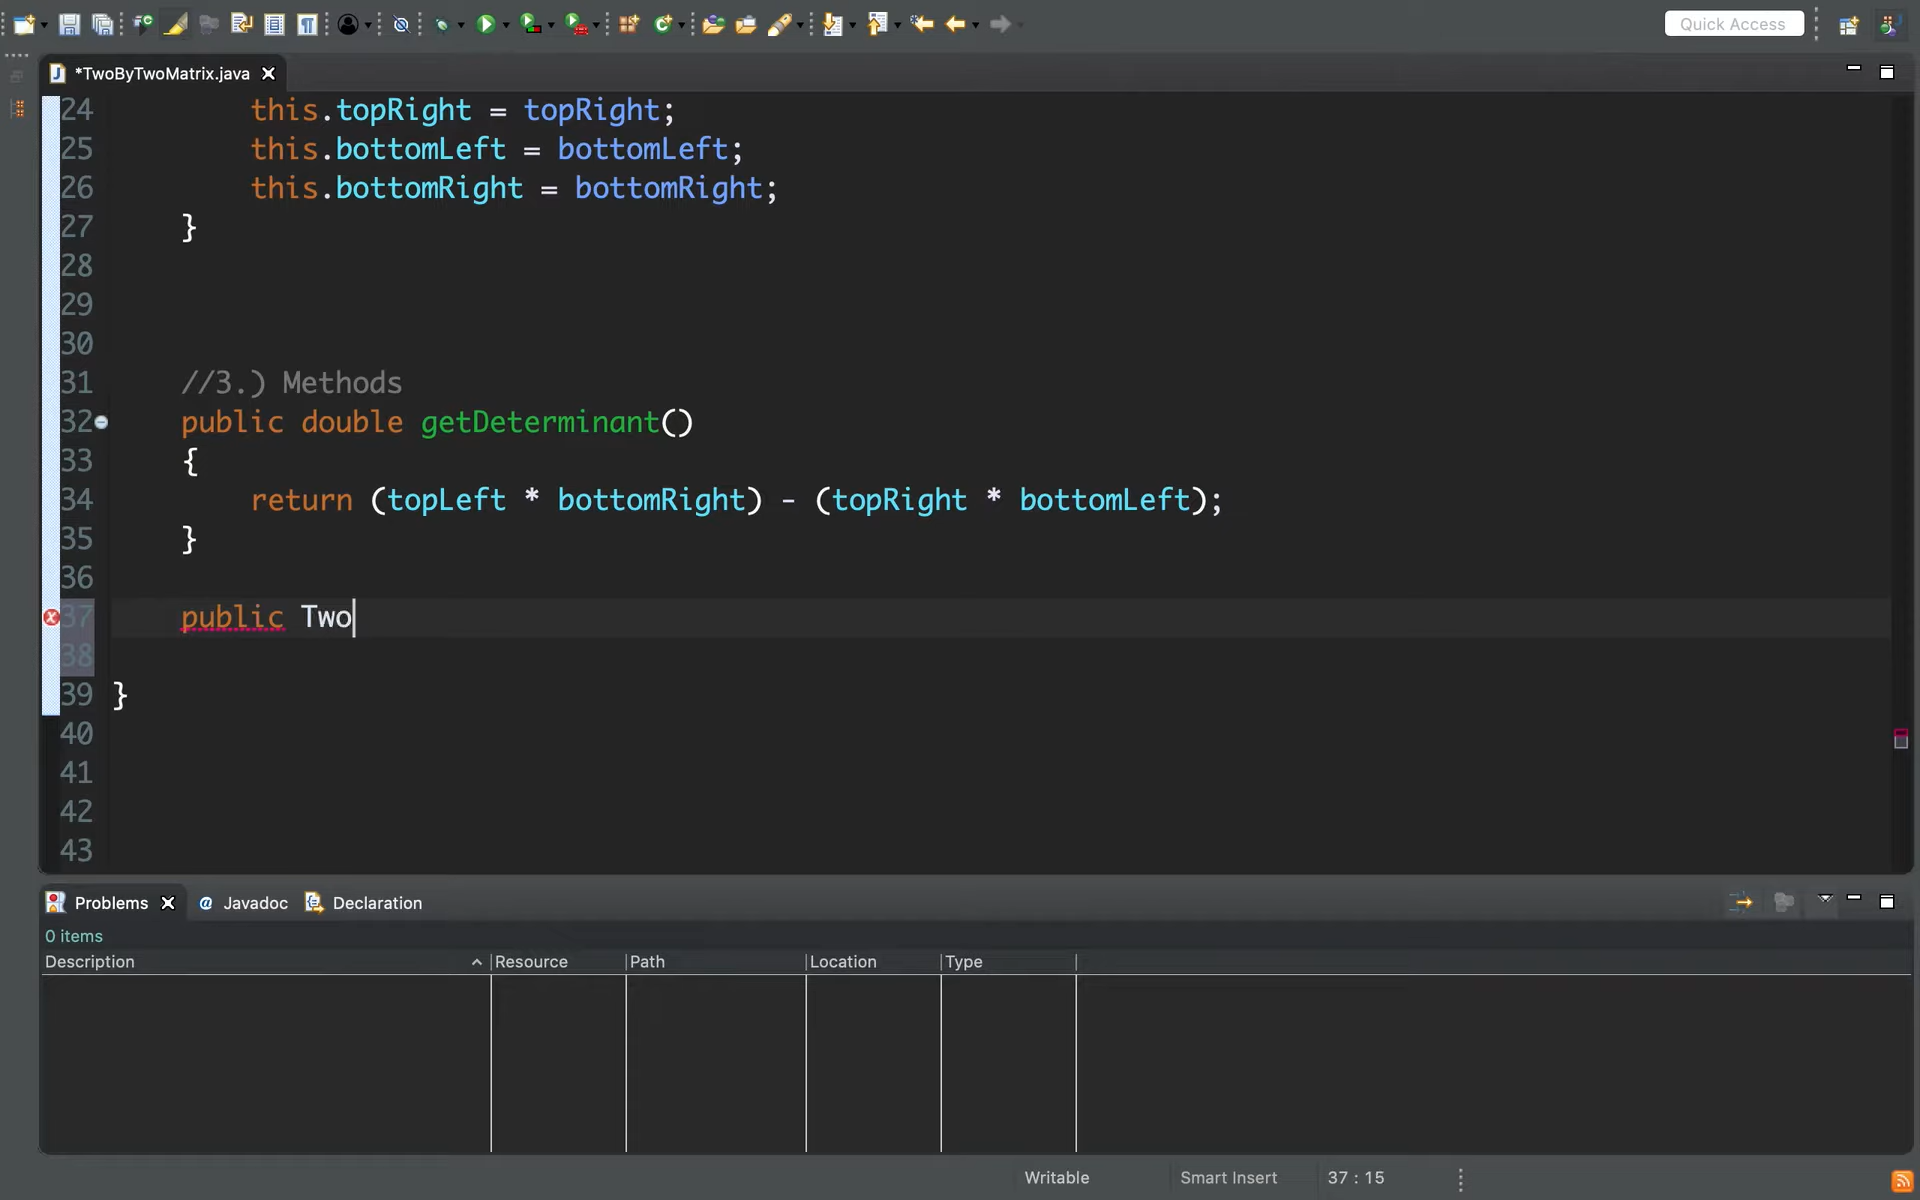 Quick Access
*TwoByTwoMatrix.java
24 this.topRight = topRight;
25 this.bottomLeft = bottomLeft;
26 this.bottomRight = bottomRight;
27 }
28
29
30
31 //3.) Methods
32 public double getDeterminant()
33 {
34 return (topLeft * bottomRight) - (topRight * bottomLeft);
35 }
36
37 public Two
38
39 }
40
41
42
43
Problems @ Javadoc Declaration
0 items
Description Resource Path Location Type
Writable Smart Insert 37 : 15